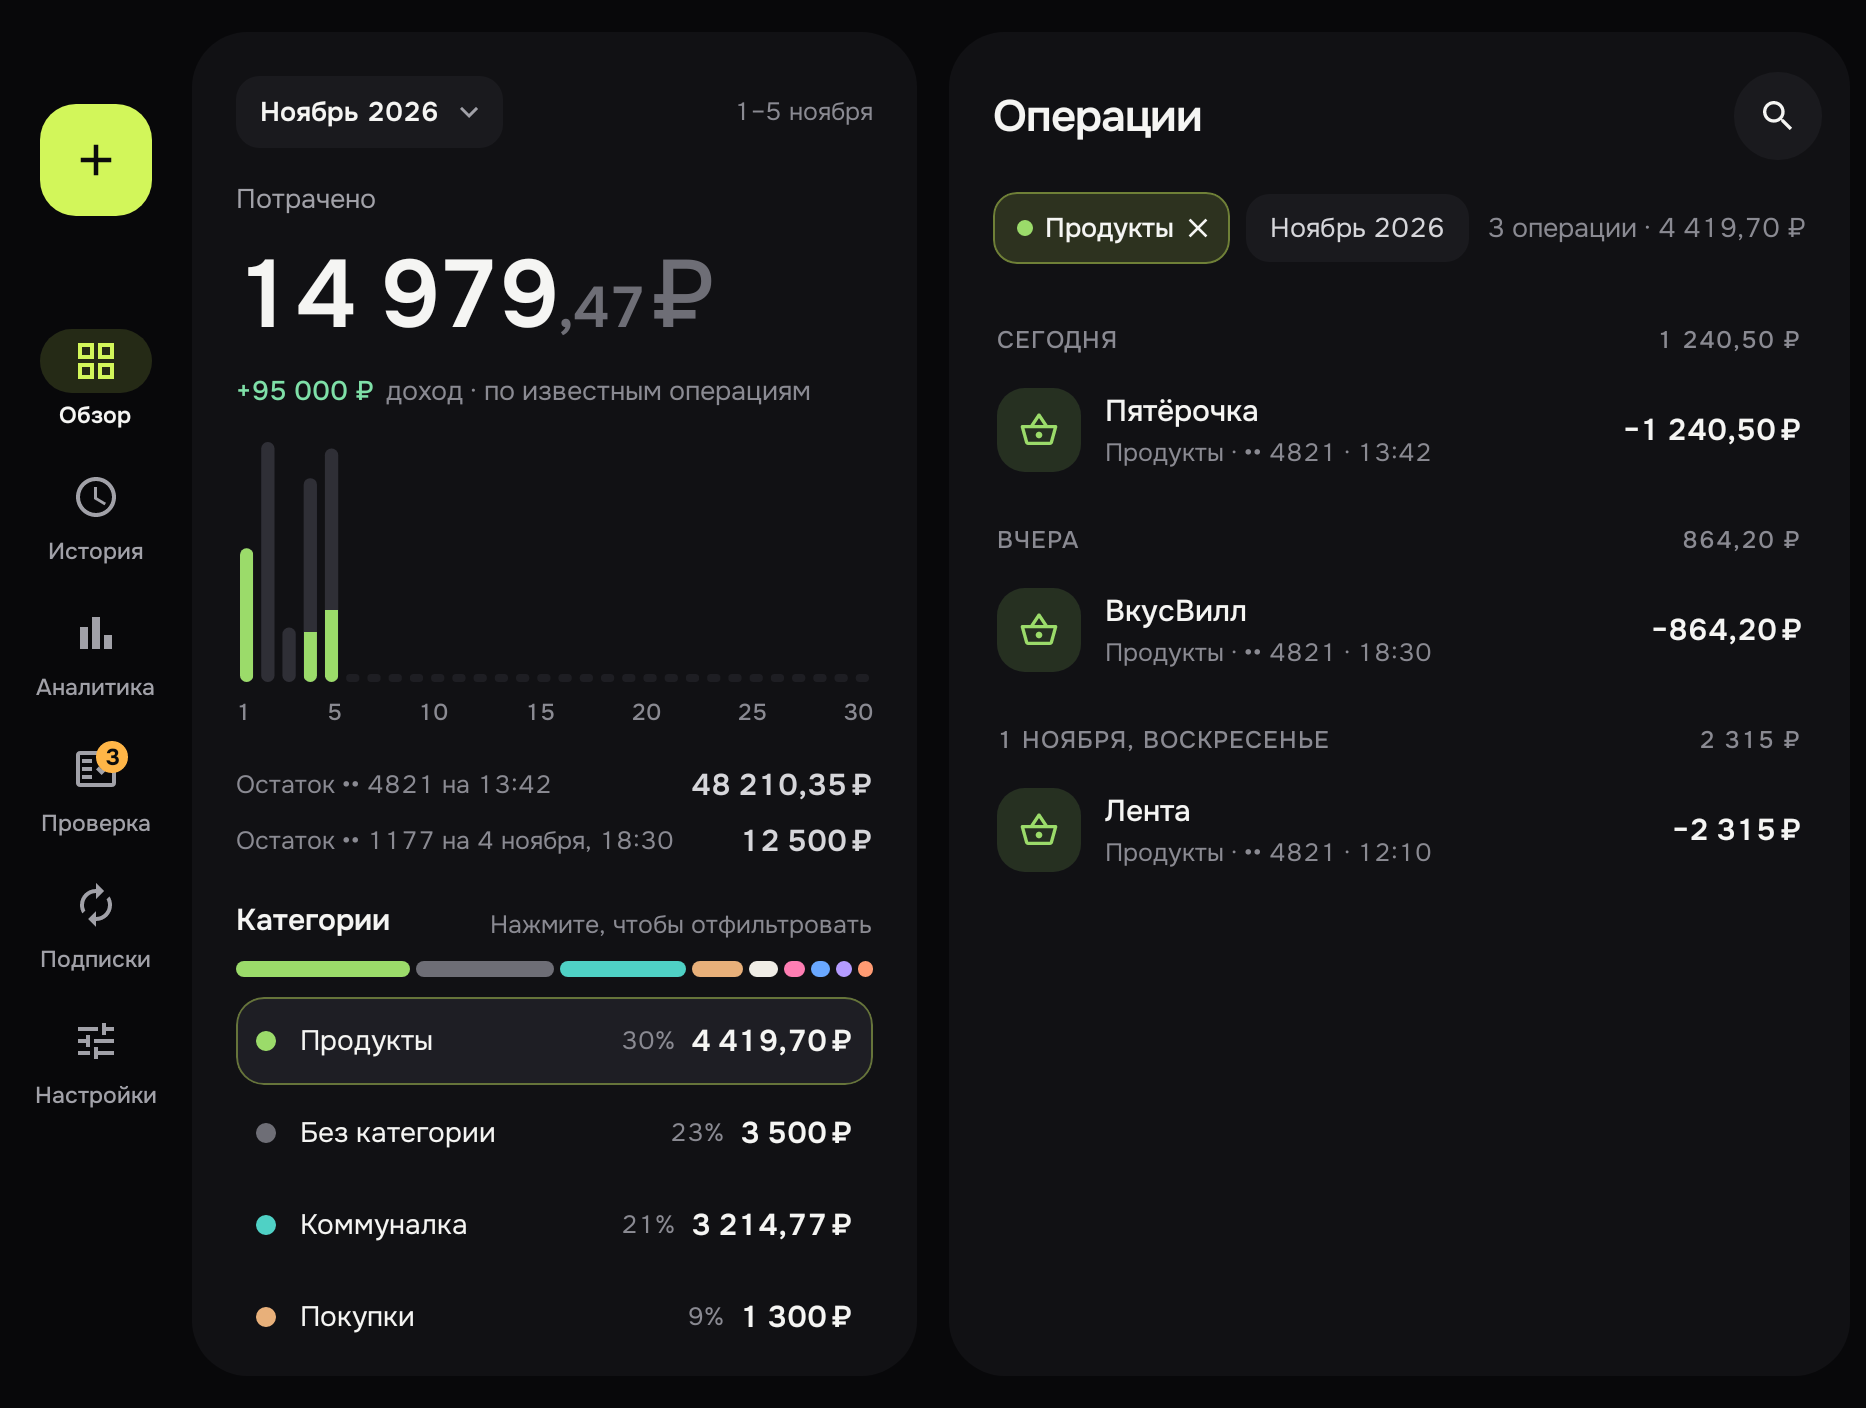 Обзор
История
Аналитика
3
Проверка
Подписки
Настройки
Ноябрь 2026
1–5 ноября
Потрачено
14 979,47 ₽
+95 000 ₽ доход · по известным операциям
1 5 10 15 20 25 30
Остаток •• 4821 на 13:42 48 210,35 ₽
Остаток •• 1177 на 4 ноября, 18:30 12 500 ₽
Категории Нажмите, чтобы отфильтровать
Продукты 30% 4 419,70 ₽
Без категории 23% 3 500 ₽
Коммуналка 21% 3 214,77 ₽
Покупки 9% 1 300 ₽
Операции
Продукты Ноябрь 2026 3 операции · 4 419,70 ₽
СЕГОДНЯ 1 240,50 ₽
Пятёрочка
Продукты · •• 4821 · 13:42
−1 240,50 ₽
ВЧЕРА 864,20 ₽
ВкусВилл
Продукты · •• 4821 · 18:30
−864,20 ₽
1 НОЯБРЯ, ВОСКРЕСЕНЬЕ 2 315 ₽
Лента
Продукты · •• 4821 · 12:10
−2 315 ₽